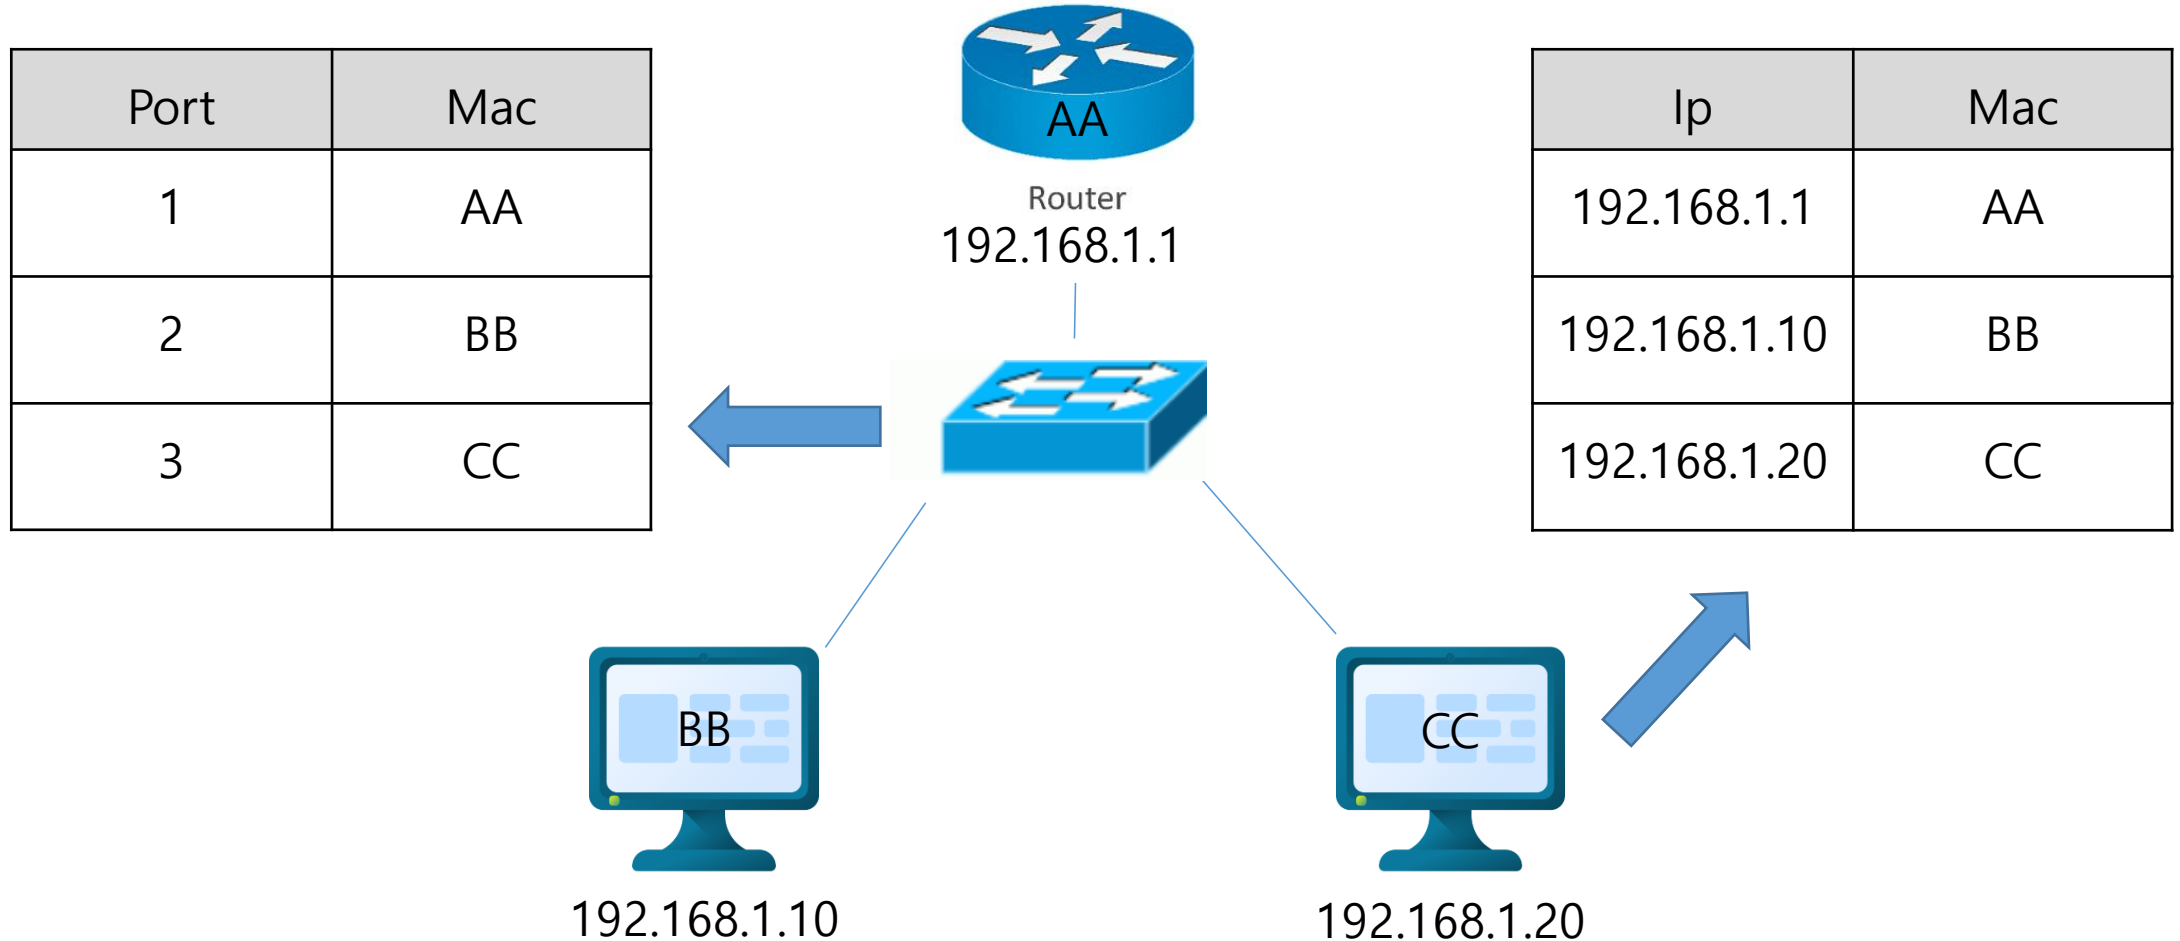 Port Mac
1 AA
2 BB
3 CC
AA
Router
192.168.1.1
Ip Mac
192.168.1.1 AA
192.168.1.10 BB
192.168.1.20 CC
BB
192.168.1.10
CC
192.168.1.20